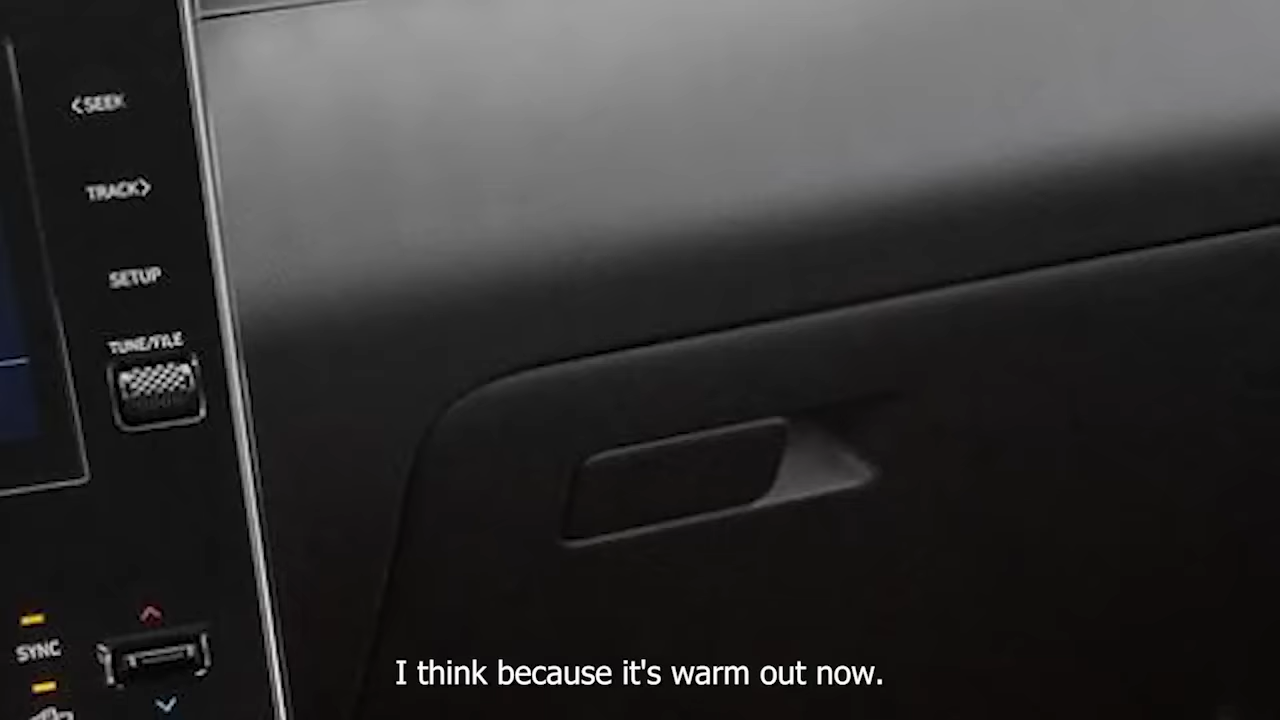 <SEEK
TRACK>
SETUP
TUNE/FILE
SYNC
I think because it's warm out now.